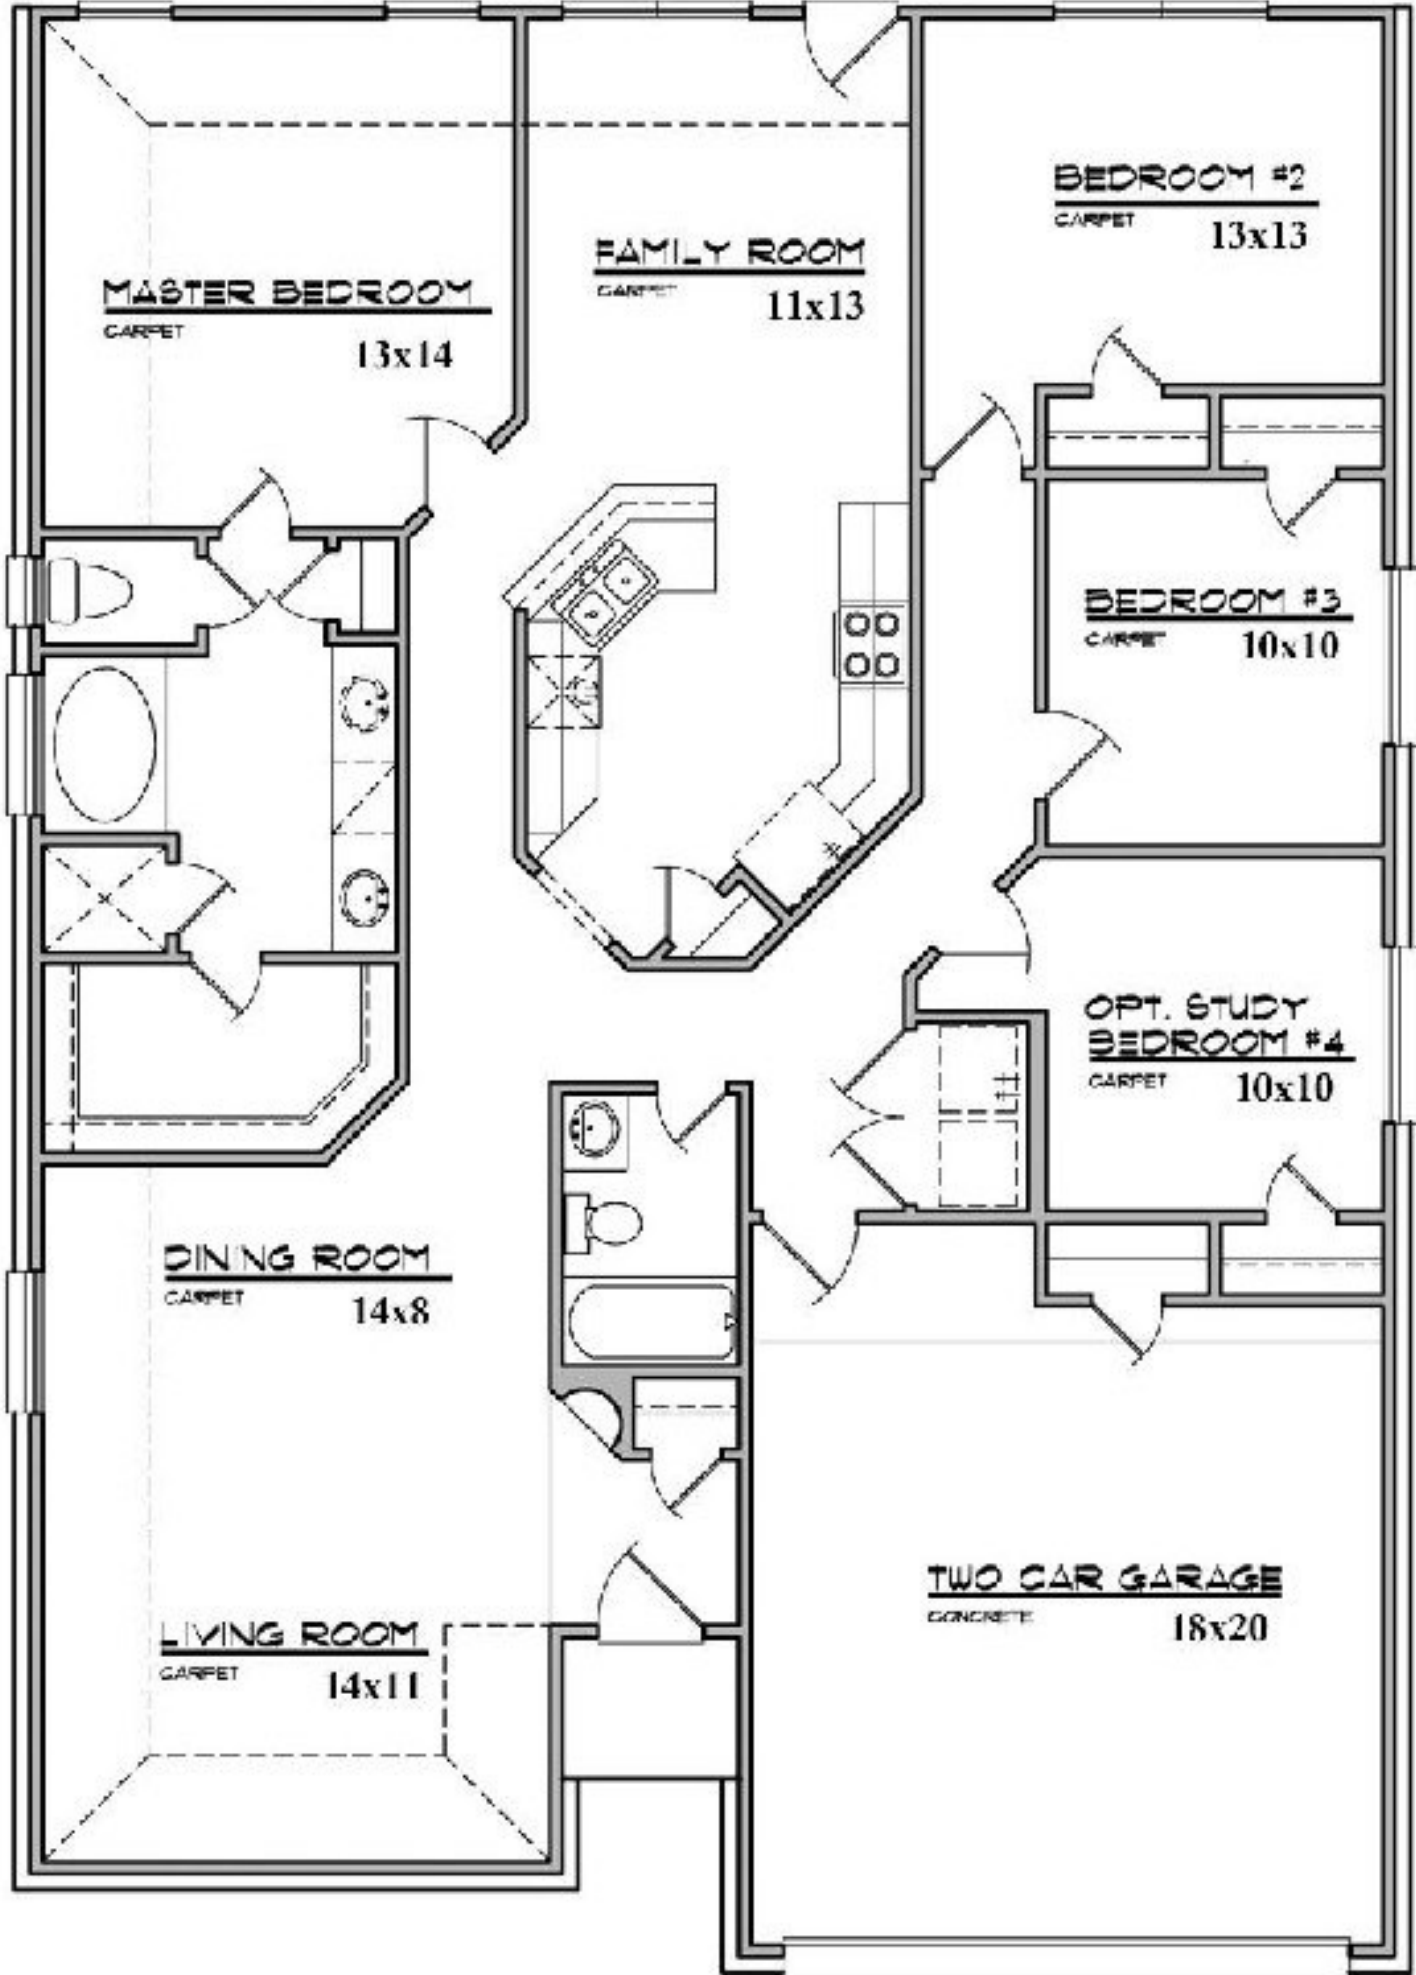 MASTER BEDROOM
CARPET
13x14
FAMILY ROOM
CARPET
11x13
BEDROOM #2
CARPET
13x13
BEDROOM #3
CARPET
10x10
OPT. STUDY
BEDROOM #4
CARPET
10x10
DINING ROOM
CARPET
14x8
LIVING ROOM
CARPET
14x11
TWO CAR GARAGE
CONCRETE
18x20